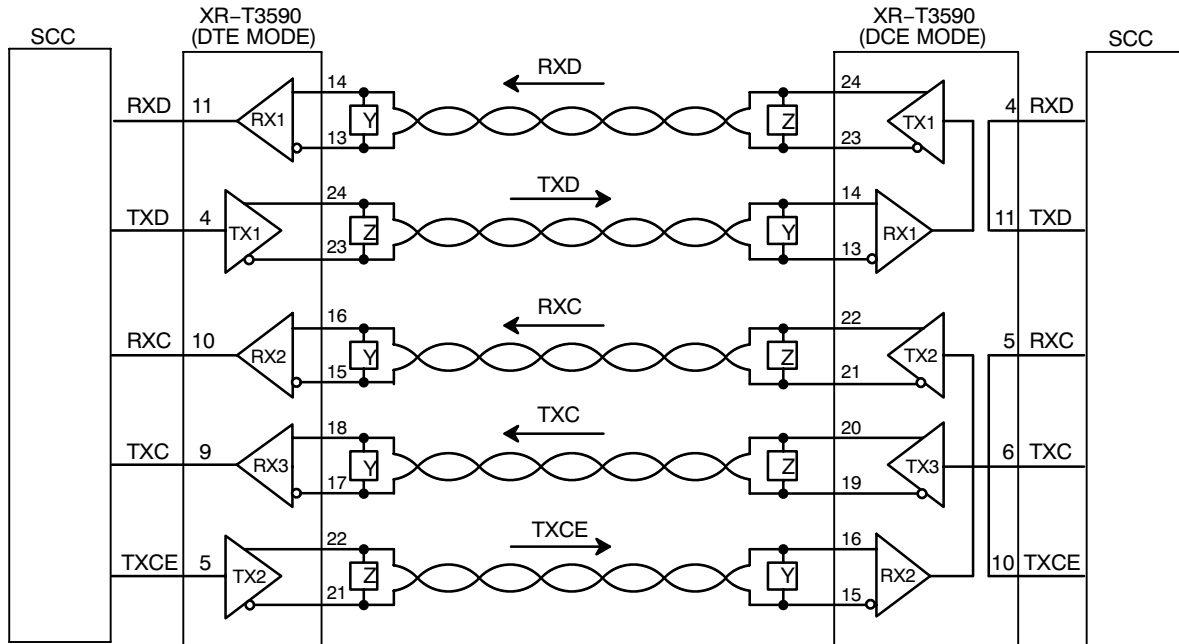 XR–T3590
(DTE MODE)
XR–T3590
(DCE MODE)
SCC
SCC
RXD 11 RX1 14 13 Y RXD Z 24 23 TX1 4 RXD
TXD 4 TX1 24 23 Z TXD Y 14 13 RX1 11 TXD
RXC 10 RX2 16 15 Y RXC Z 22 21 TX2 5 RXC
TXC 9 RX3 18 17 Y TXC Z 20 19 TX3 6 TXC
TXCE 5 TX2 22 21 Z TXCE Y 16 15 RX2 10 TXCE